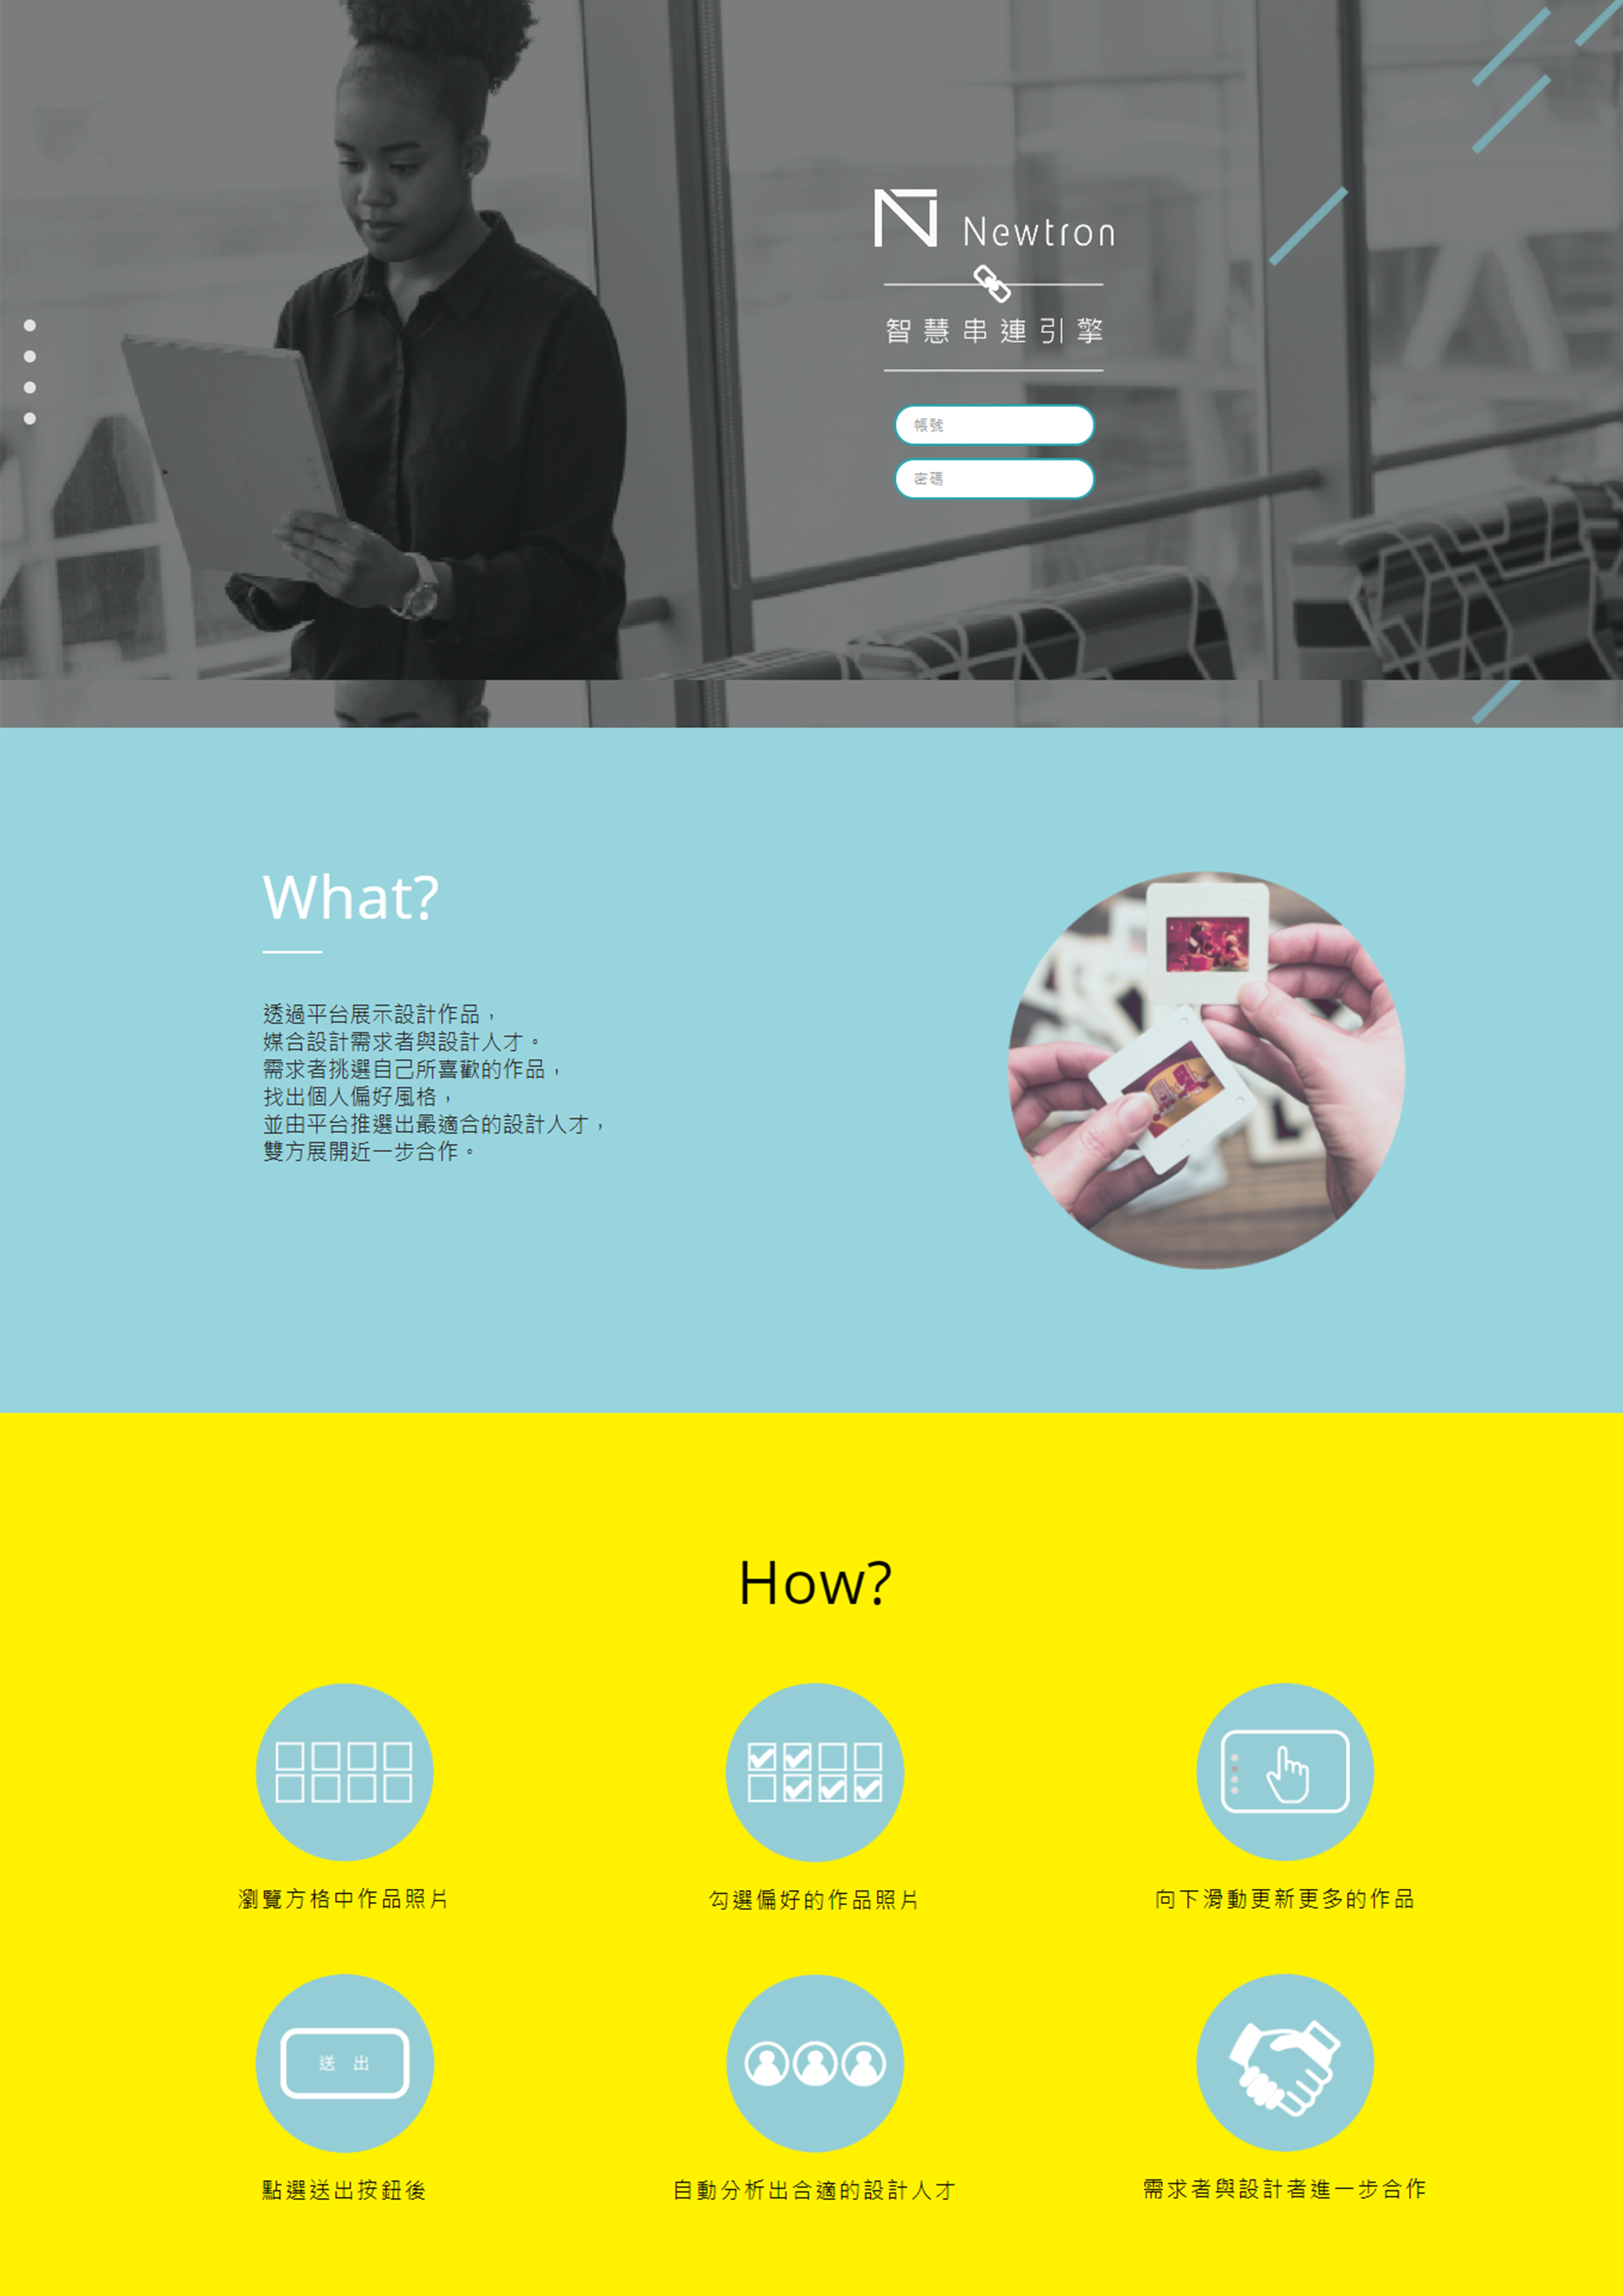 Newtron
智慧串連引擎
帳號
密碼
What?
透過平台展示設計作品，
媒合設計需求者與設計人才。
需求者挑選自己所喜歡的作品，
找出個人偏好風格，
並由平台推選出最適合的設計人才，
雙方展開近一步合作。
How?
瀏覽方格中作品照片
勾選偏好的作品照片
向下滑動更新更多的作品
送 出
點選送出按鈕後
自動分析出合適的設計人才
需求者與設計者進一步合作